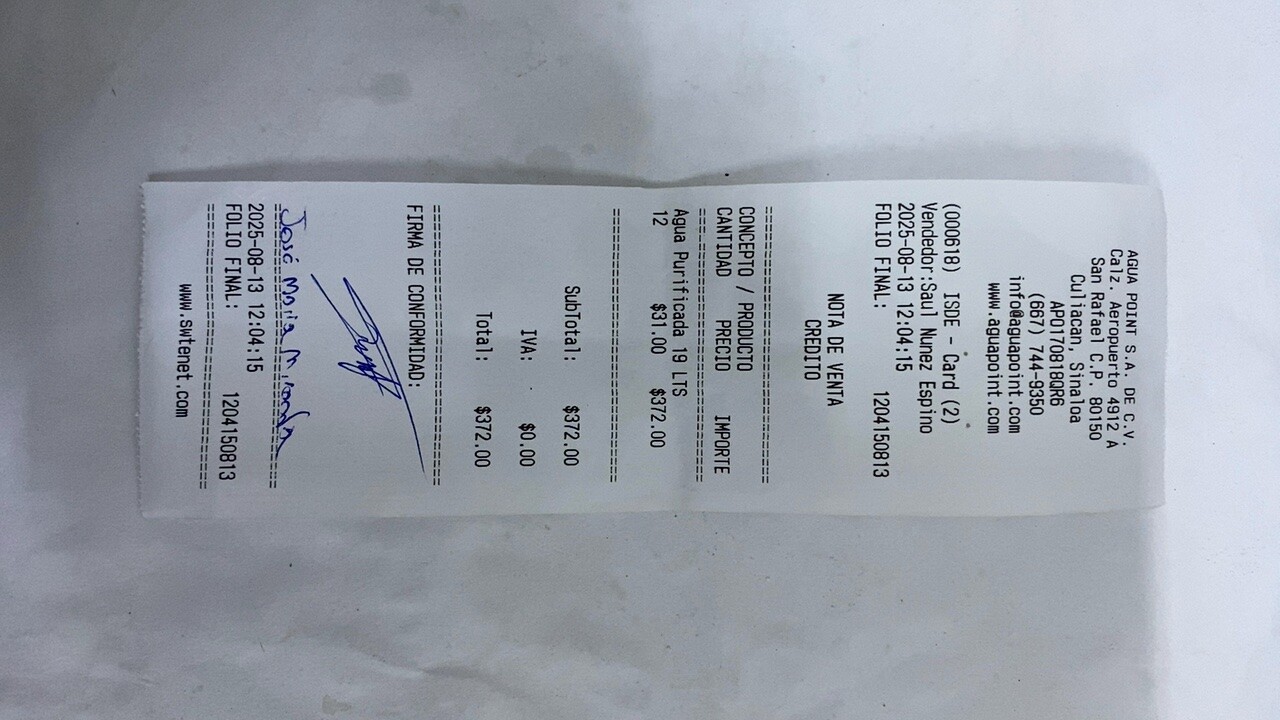 AGUA POINT S.A. DE C.V.
Calz. Aeropuerto 4912 A
San Rafael C.P. 80150
Culiacan, Sinaloa
APO170818QR6
(667) 744-9350
info@aguapoint.com
www.aguapoint.com
(000618) ISDE - Card (2)
Vendedor:Saul Nunez Espino
2025-08-13 12:04:15
FOLIO FINAL: 1204150813
NOTA DE VENTA
CREDITO
==============================
CONCEPTO / PRODUCTO
CANTIDAD PRECIO IMPORTE
==============================
Agua Purificada 19 LTS
12 $31.00 $372.00
==============================
SubTotal: $372.00
IVA: $0.00
Total: $372.00
==============================
FIRMA DE CONFORMIDAD:
José Maria Miranda
==============================
2025-08-13 12:04:15
FOLIO FINAL: 1204150813
==============================
www.swtenet.com